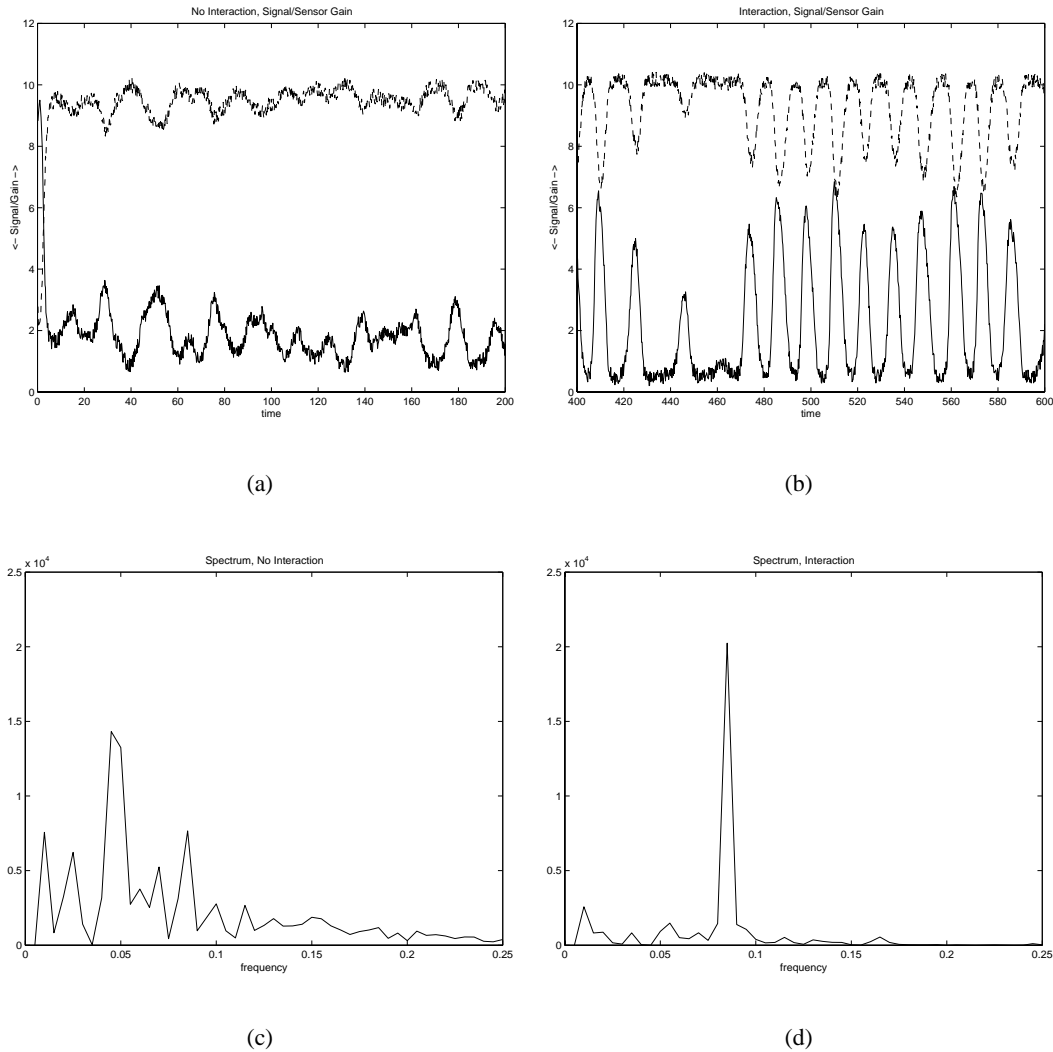 No Interaction, Signal/Sensor Gain
12
10
8
6
4
2
0
<-- Signal/Gain -->
0 20 40 60 80 100 120 140 160 180 200
time
(a)
Interaction, Signal/Sensor Gain
12
10
8
6
4
2
0
<-- Signal/Gain -->
400 420 440 460 480 500 520 540 560 580 600
time
(b)
Spectrum, No Interaction
x 10^4
2.5
2
1.5
1
0.5
0
0 0.05 0.1 0.15 0.2 0.25
frequency
(c)
Spectrum, Interaction
x 10^4
2.5
2
1.5
1
0.5
0
0 0.05 0.1 0.15 0.2 0.25
frequency
(d)